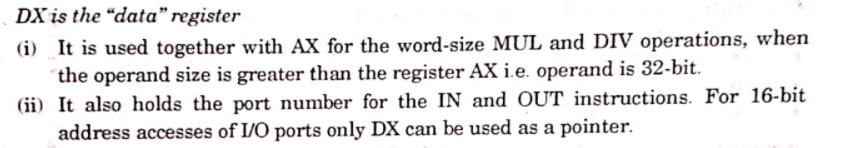 DX is the “data” register
(i) It is used together with AX for the word-size MUL and DIV operations, when
the operand size is greater than the register AX i.e. operand is 32-bit.
(ii) It also holds the port number for the IN and OUT instructions. For 16-bit
address accesses of I/O ports only DX can be used as a pointer.